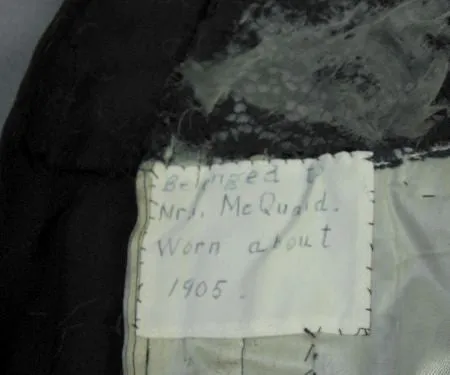 Belonged to
Mrs. McQuaid.
Worn about
1905.